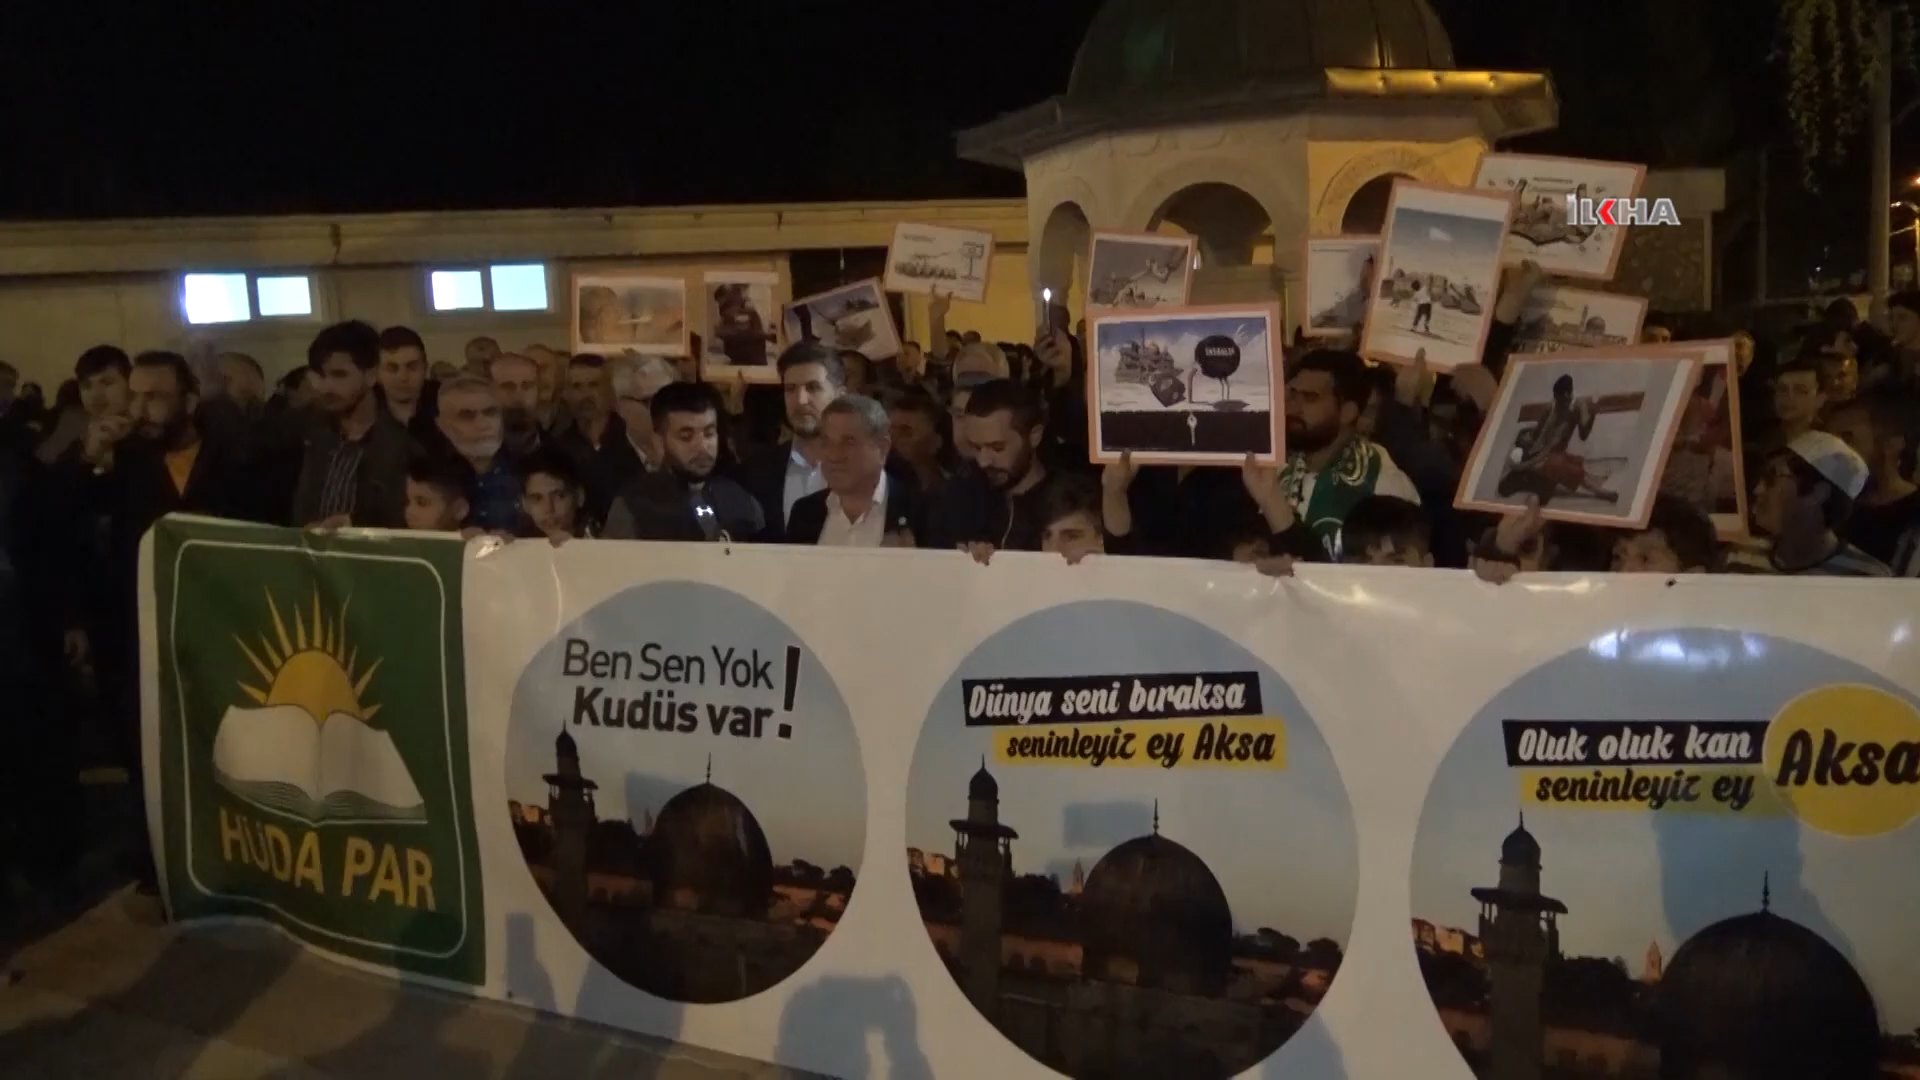 İLKHA
HÜDA PAR
Ben Sen Yok
Kudüs var!
Dünya seni bıraksa
seninleyiz ey Aksa
Oluk oluk kan
seninleyiz ey
Aksa